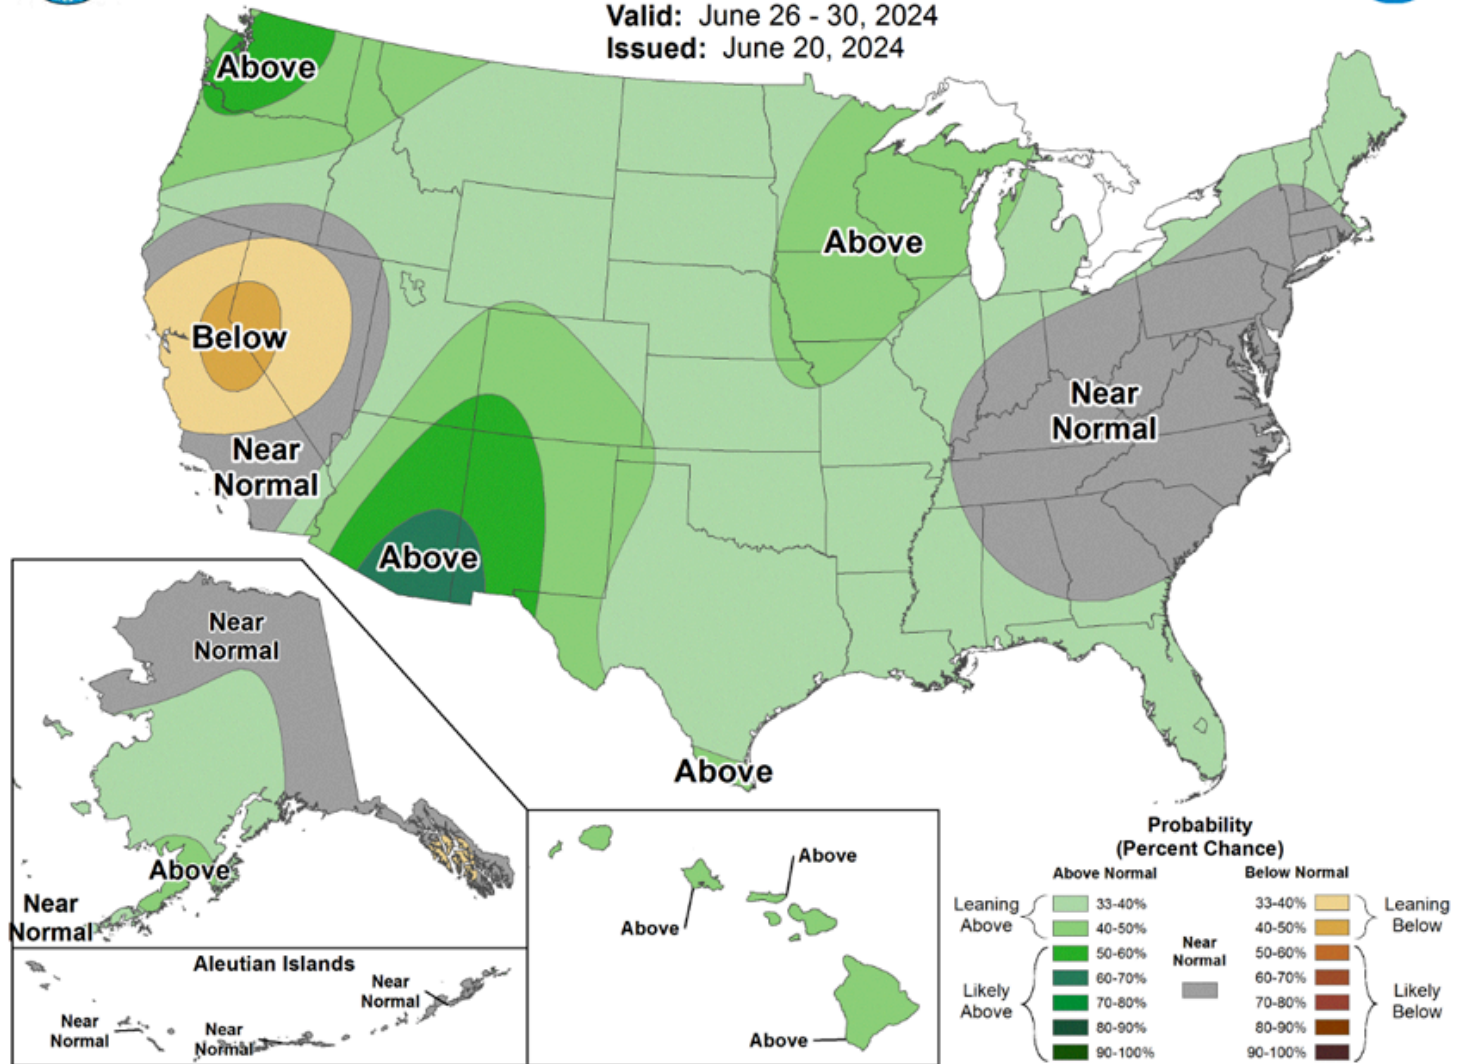 Valid: June 26 - 30, 2024
Issued: June 20, 2024
Above
Above
Below
Near
Normal
Near
Normal
Above
Above
Near
Normal
Above
Near
Normal
Aleutian Islands
Near
Normal
Near
Normal
Near
Normal
Above
Above
Above
Probability
(Percent Chance)
Above Normal
Below Normal
Leaning
Above
33-40%
40-50%
50-60%
60-70%
70-80%
80-90%
90-100%
Likely
Above
Near
Normal
33-40%
40-50%
50-60%
60-70%
70-80%
80-90%
90-100%
Leaning
Below
Likely
Below